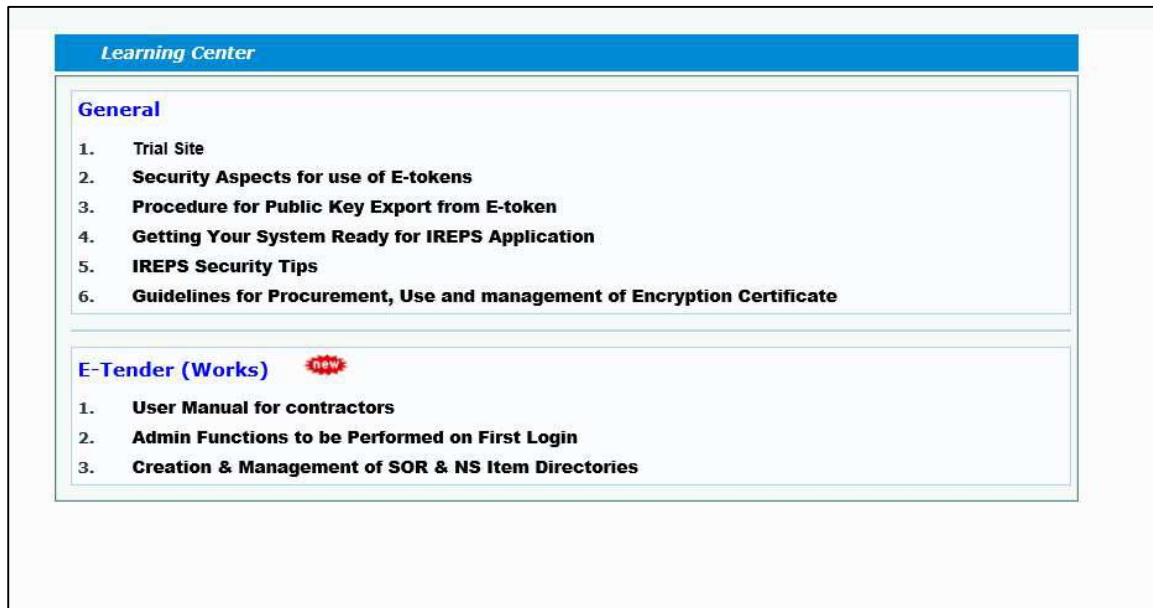 Learning Center
General
1. Trial Site
2. Security Aspects for use of E-tokens
3. Procedure for Public Key Export from E-token
4. Getting Your System Ready for IREPS Application
5. IREPS Security Tips
6. Guidelines for Procurement, Use and management of Encryption Certificate
E-Tender (Works) new
1. User Manual for contractors
2. Admin Functions to be Performed on First Login
3. Creation & Management of SOR & NS Item Directories